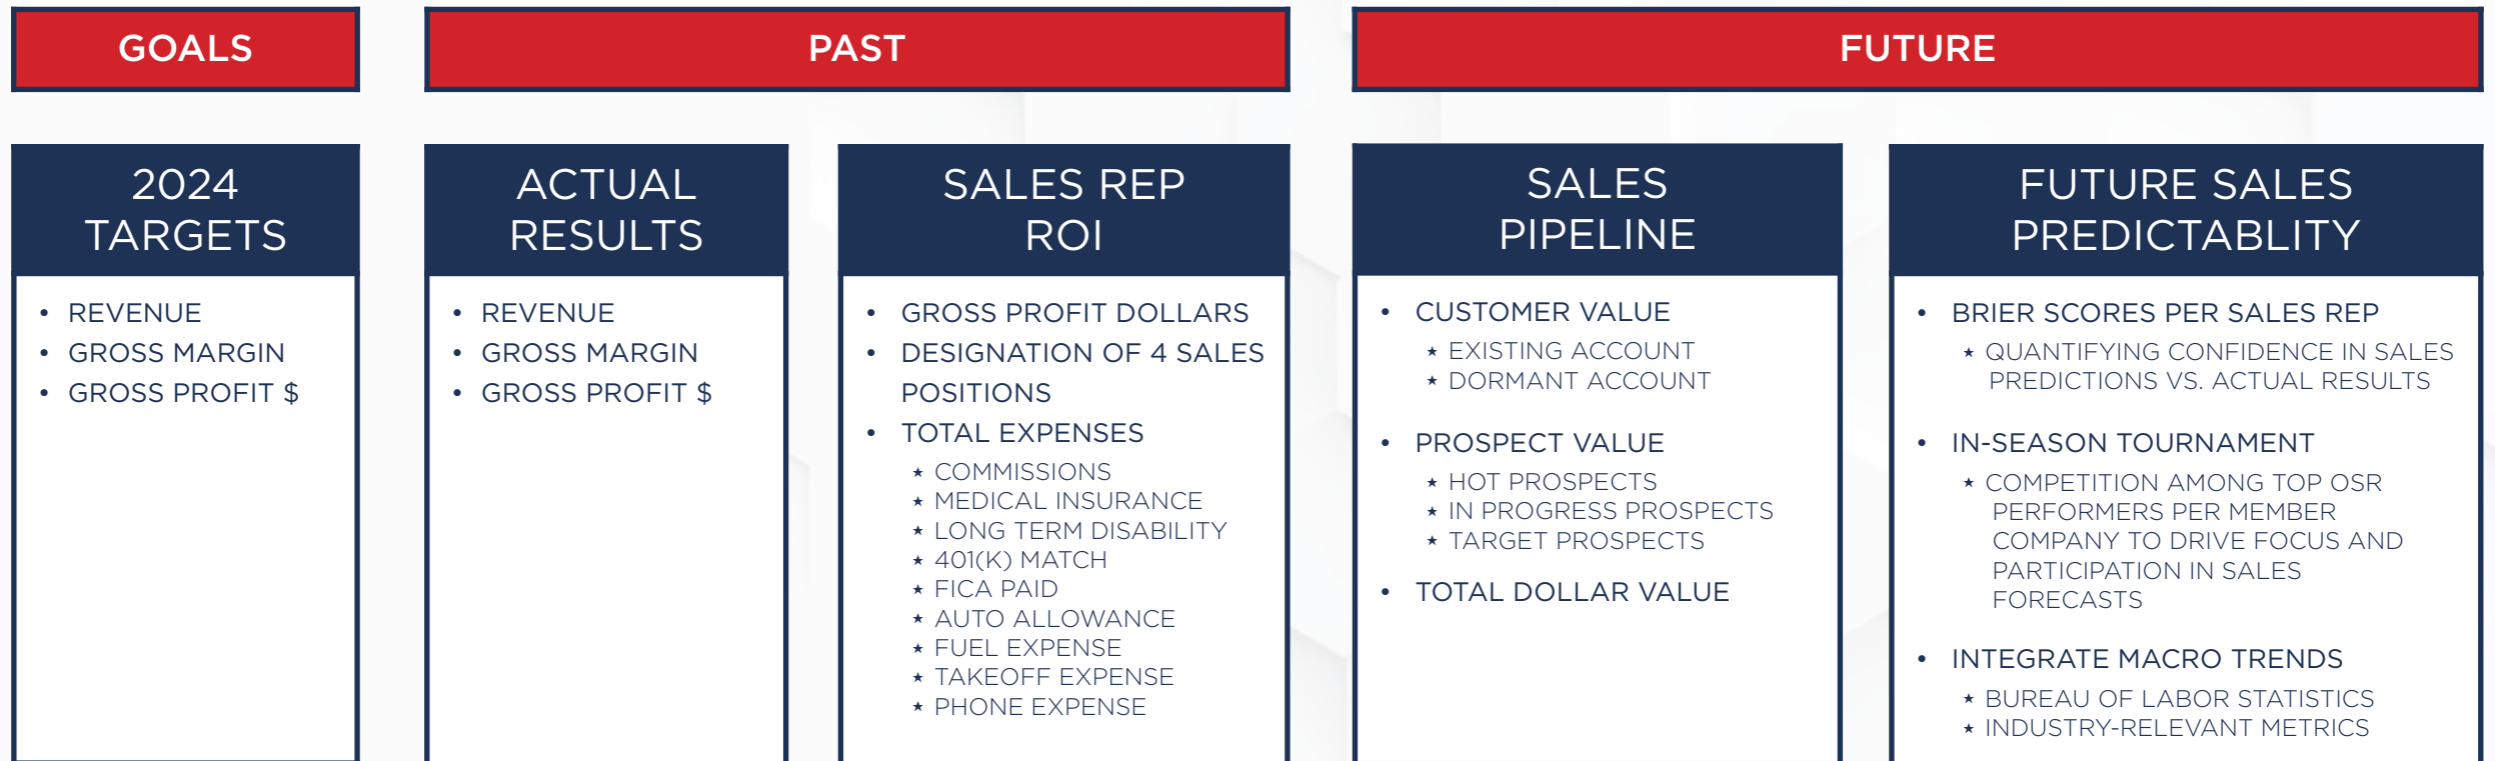 GOALS
PAST
FUTURE
2024
TARGETS
• REVENUE
• GROSS MARGIN
• GROSS PROFIT $
ACTUAL
RESULTS
• REVENUE
• GROSS MARGIN
• GROSS PROFIT $
SALES REP
ROI
• GROSS PROFIT DOLLARS
• DESIGNATION OF 4 SALES
POSITIONS
• TOTAL EXPENSES
★ COMMISSIONS
★ MEDICAL INSURANCE
★ LONG TERM DISABILITY
★ 401(K) MATCH
★ FICA PAID
★ AUTO ALLOWANCE
★ FUEL EXPENSE
★ TAKEOFF EXPENSE
★ PHONE EXPENSE
SALES
PIPELINE
• CUSTOMER VALUE
★ EXISTING ACCOUNT
★ DORMANT ACCOUNT
• PROSPECT VALUE
★ HOT PROSPECTS
★ IN PROGRESS PROSPECTS
★ TARGET PROSPECTS
• TOTAL DOLLAR VALUE
FUTURE SALES
PREDICTABLITY
• BRIER SCORES PER SALES REP
★ QUANTIFYING CONFIDENCE IN SALES
PREDICTIONS VS. ACTUAL RESULTS
• IN-SEASON TOURNAMENT
★ COMPETITION AMONG TOP OSR
PERFORMERS PER MEMBER
COMPANY TO DRIVE FOCUS AND
PARTICIPATION IN SALES
FORECASTS
• INTEGRATE MACRO TRENDS
★ BUREAU OF LABOR STATISTICS
★ INDUSTRY-RELEVANT METRICS